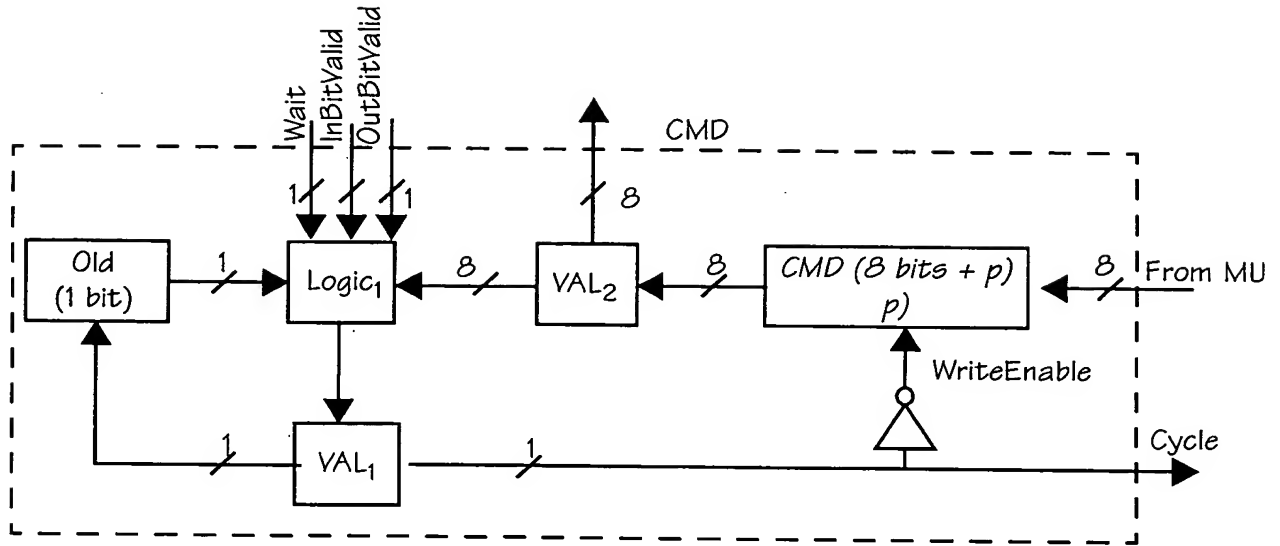 Wait
InBitValid
OutBitValid
CMD
1
1
8
Old
(1 bit)
1
Logic₁
8
VAL₂
8
CMD (8 bits + p)
p)
8
From MU
WriteEnable
1
VAL₁
1
Cycle